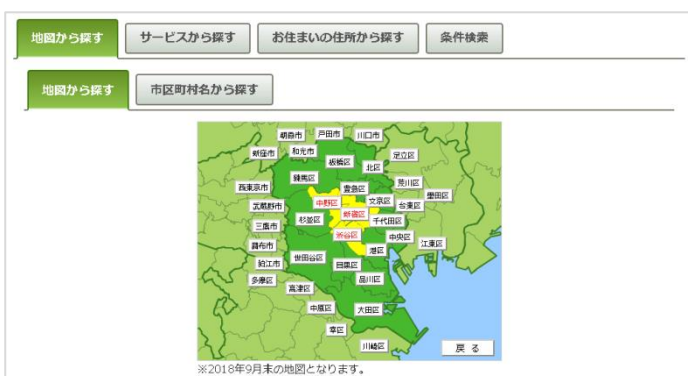 地図から探す
サービスから探す
お住まいの住所から探す
条件検索
地図から探す
市区町村名から探す
朝霞市
戸田市
川口市
新座市
和光市
板橋区
北区
足立区
練馬区
荒川区
西東京市
豊島区
墨田区
武蔵野市
中野区
文京区
台東区
杉並区
新宿区
千代田区
三鷹市
渋谷区
中央区
江東区
調布市
港区
狛江市
世田谷区
目黒区
多摩区
品川区
高津区
中原区
大田区
幸区
川崎区
戻 る
※2018年9月末の地図となります。